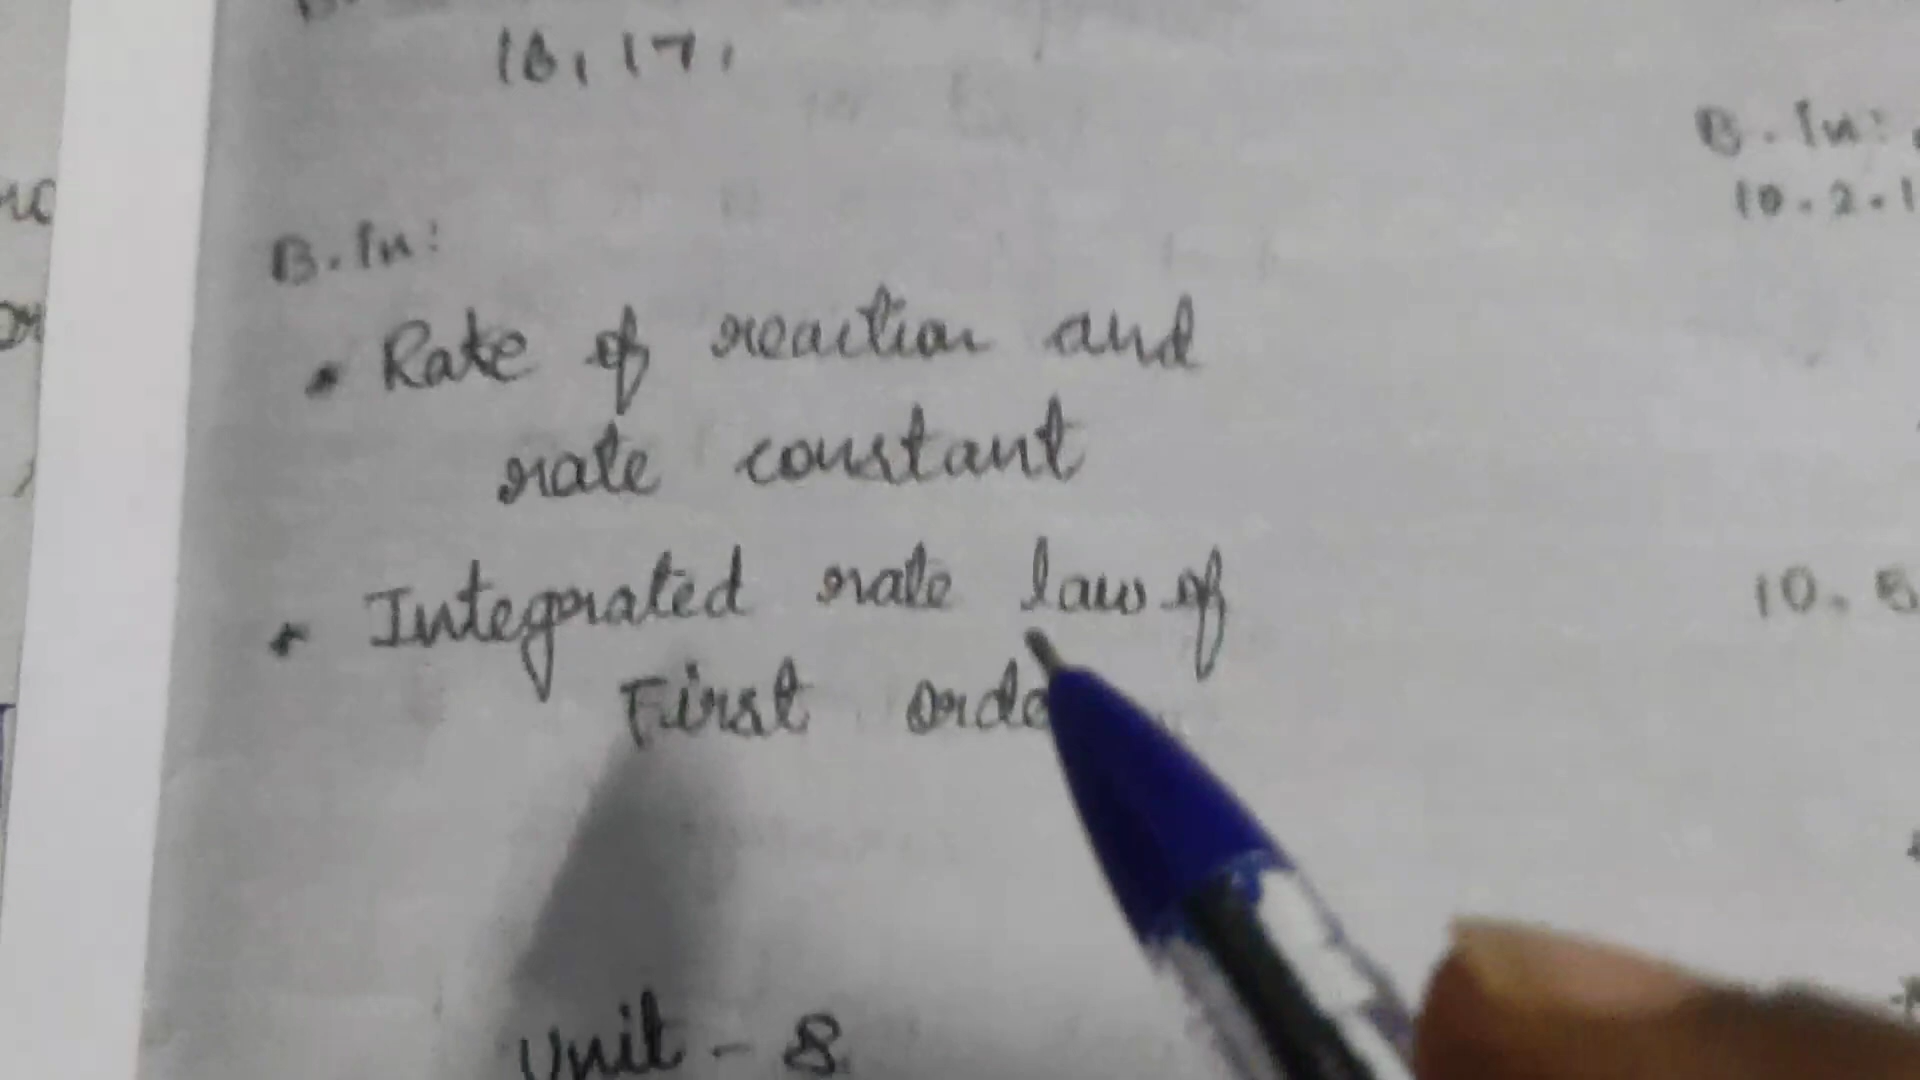 16, 17,
B.In:
• Rate of reaction and
rate constant
• Integrated rate law of
First orde
Unit - 8
B.In:
10.2.1
10.5